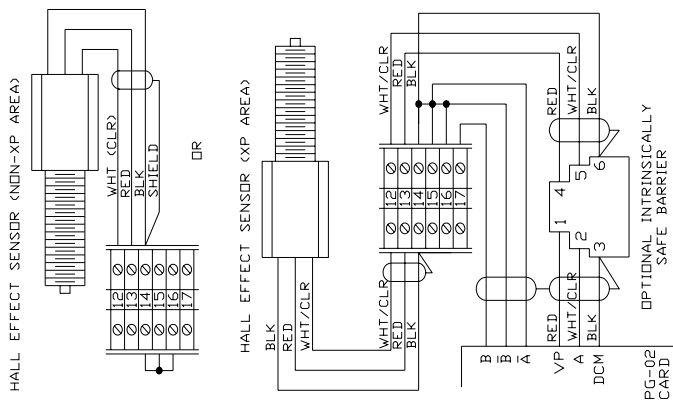 HALL EFFECT SENSOR (NON-XP AREA)
WHT (CLR)
RED
BLK
SHIELD
12
13
14
15
16
17
OR
HALL EFFECT SENSOR (XP AREA)
BLK
RED
WHT/CLR
WHT/CLR
RED
BLK
12
13
14
15
16
17
WHT/CLR
RED
BLK
RED
WHT/CLR
BLK
4
5
6
1
2
3
OPTIONAL INTRINSICALLY
SAFE BARRIER
RED
WHT/CLR
BLK
B
B̅
A̅
VP
A
DCM
PG-02
CARD